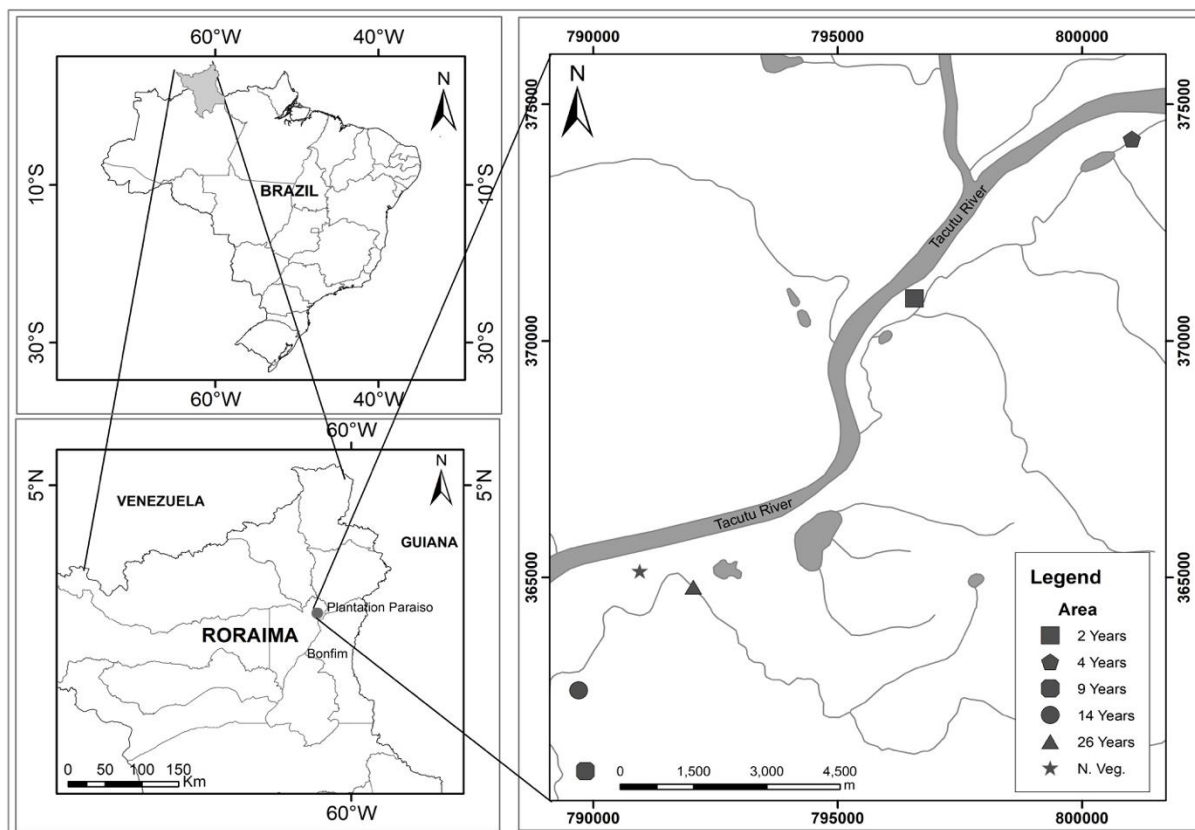 60°W 40°W
N
10°S 10°S
BRAZIL
30°S 30°S
60°W 40°W
60°W
N
5°N 5°N
VENEZUELA
GUIANA
Plantation Paraiso
RORAIMA
Bonfim
0 50 100 150
Km
60°W
790000 795000 800000
N
375000 375000
Tacutu River
370000 370000
Tacutu River
365000 365000
Legend
Area
2 Years
4 Years
9 Years
14 Years
26 Years
N. Veg.
0 1,500 3,000 4,500
m
790000 795000 800000